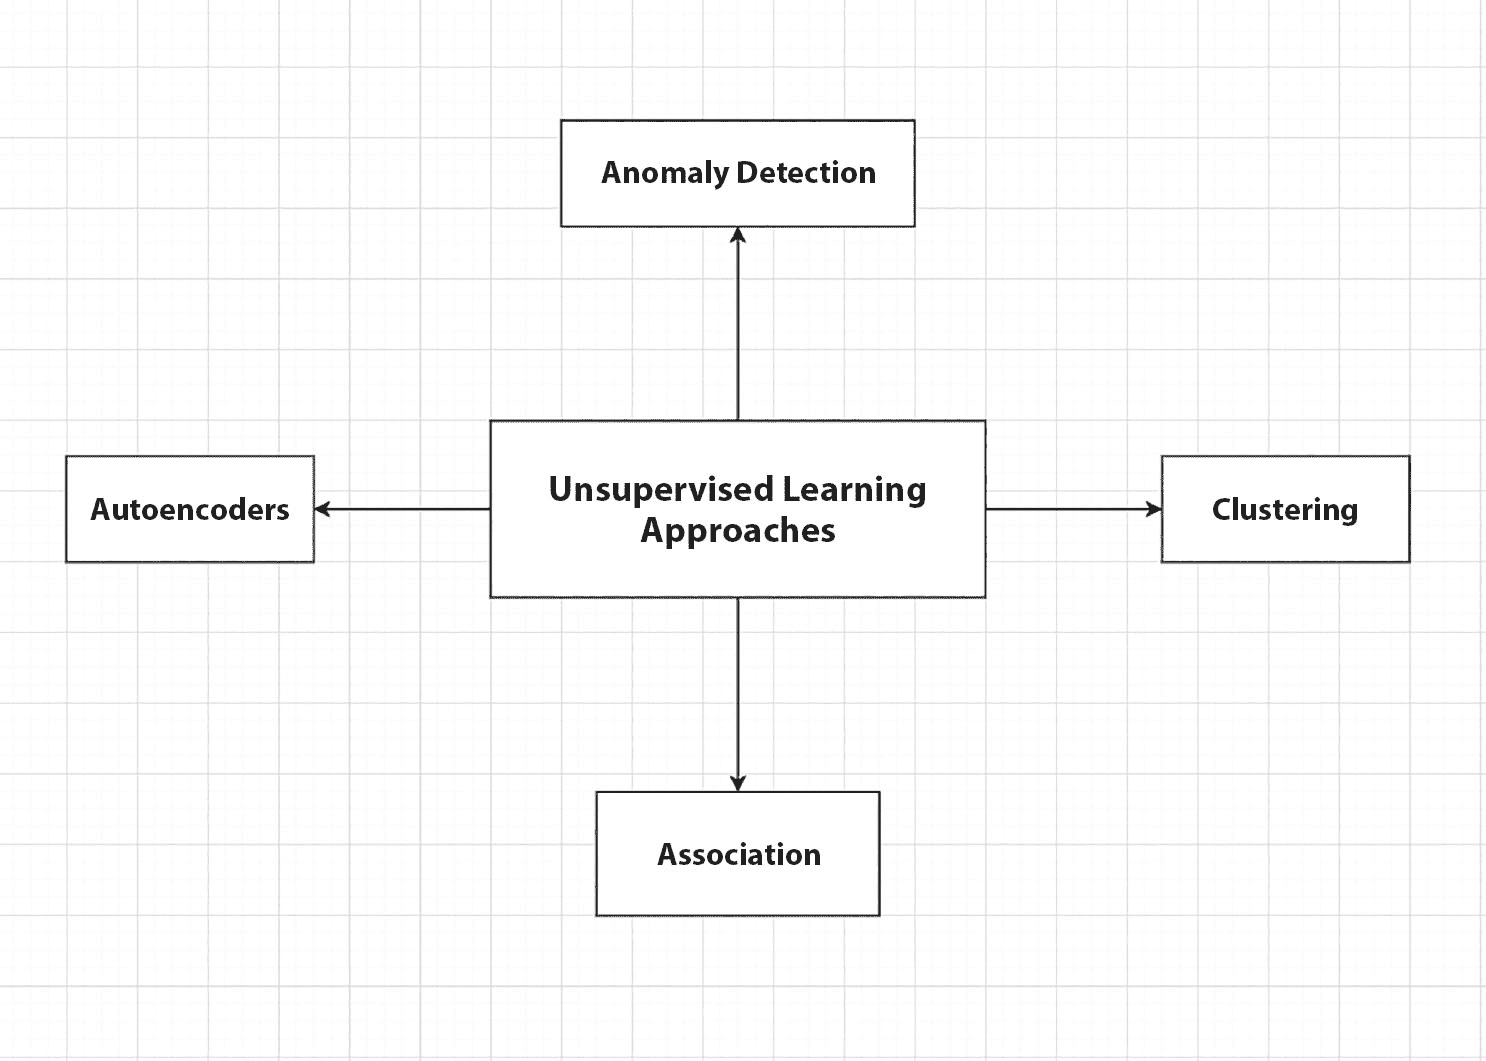 Anomaly Detection
Autoencoders
Unsupervised Learning
Approaches
Clustering
Association